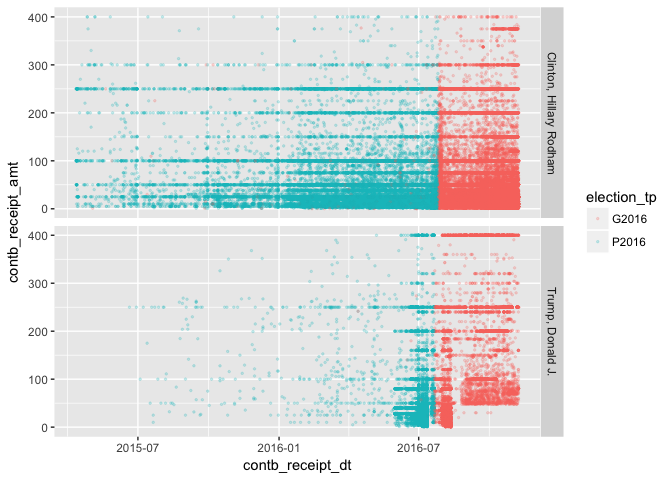 400
300
200
100
0
Clinton, Hillary Rodham
400
300
200
100
0
Trump, Donald J.
contb_receipt_amt
2015-07
2016-01
2016-07
contb_receipt_dt
election_tp
G2016
P2016